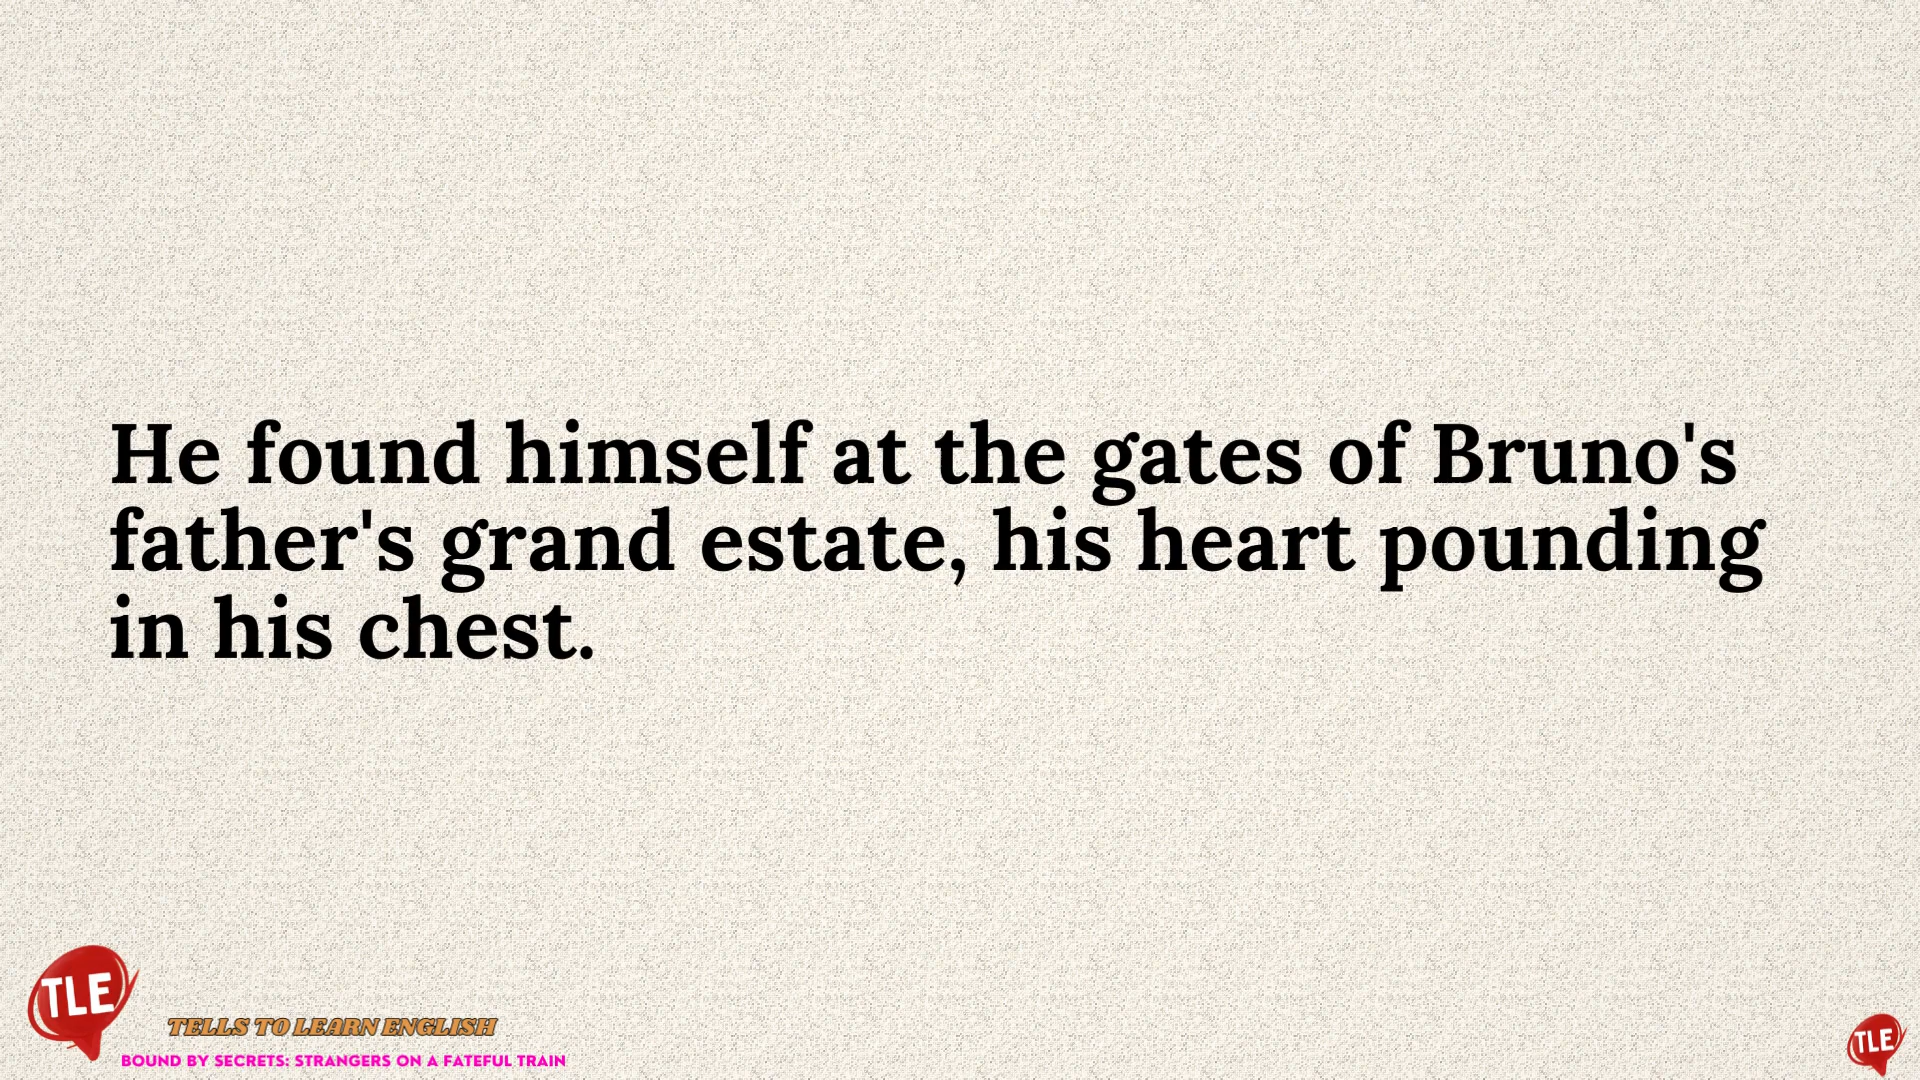 He found himself at the gates of Bruno's
father's grand estate, his heart pounding
in his chest.
TLE
TELLS TO LEARN ENGLISH
BOUND BY SECRETS: STRANGERS ON A FATEFUL TRAIN
TLE